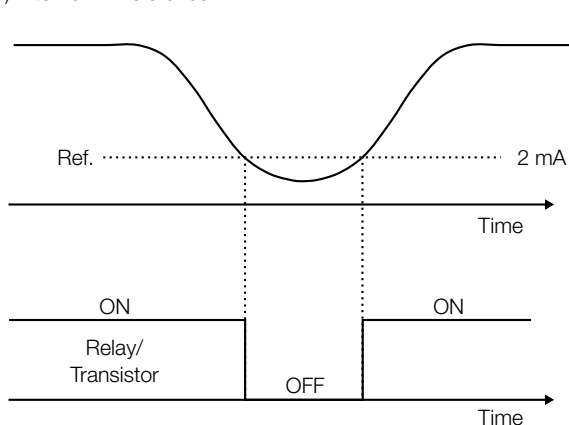 Ref.
2 mA
Time
ON
ON
Relay/
Transistor
OFF
Time